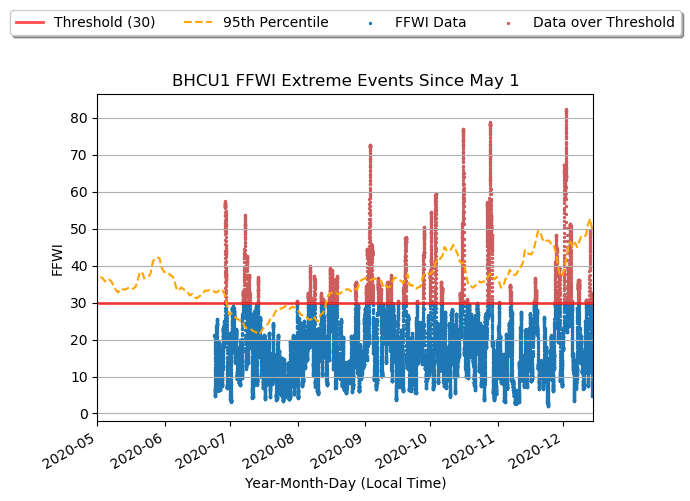 Threshold (30) 95th Percentile FFWI Data Data over Threshold
BHCU1 FFWI Extreme Events Since May 1
80
70
60
50
40
30
20
10
0
FFWI
2020-05 2020-06 2020-07 2020-08 2020-09 2020-10 2020-11 2020-12
Year-Month-Day (Local Time)